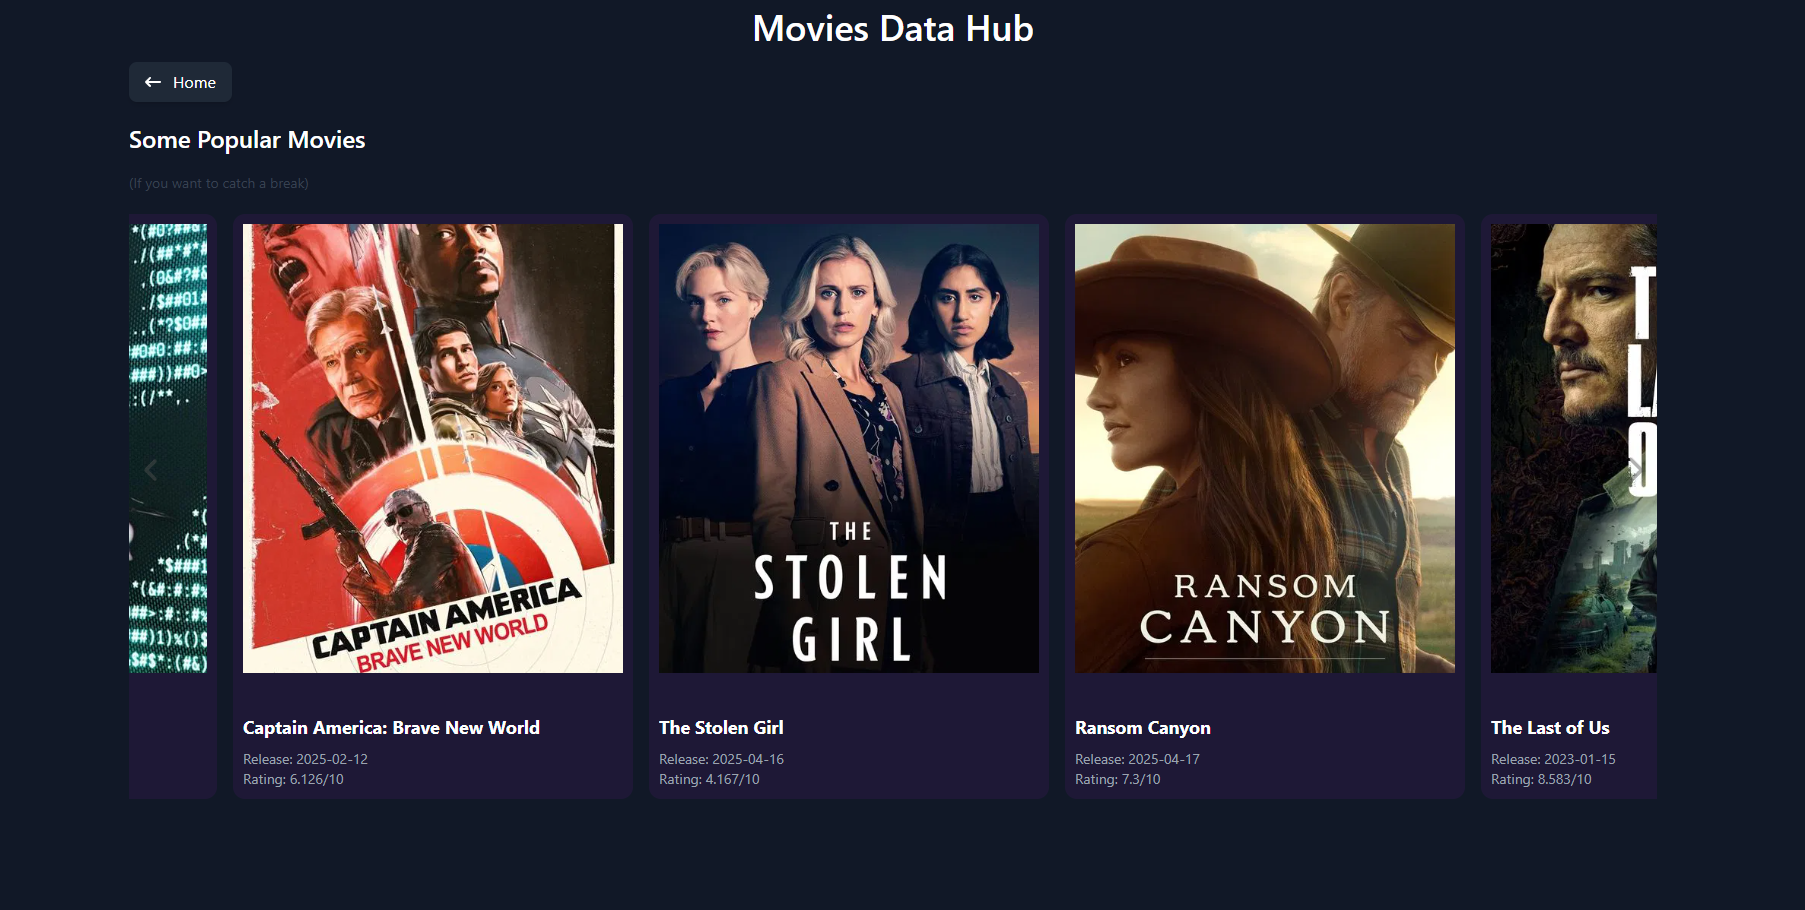 Movies Data Hub
Home
Some Popular Movies
(If you want to catch a break)
CAPTAIN AMERICA
BRAVE NEW WORLD
THE
STOLEN
GIRL
RANSOM
CANYON
Captain America: Brave New World
Release: 2025-02-12
Rating: 6.126/10
The Stolen Girl
Release: 2025-04-16
Rating: 4.167/10
Ransom Canyon
Release: 2025-04-17
Rating: 7.3/10
The Last of Us
Release: 2023-01-15
Rating: 8.583/10